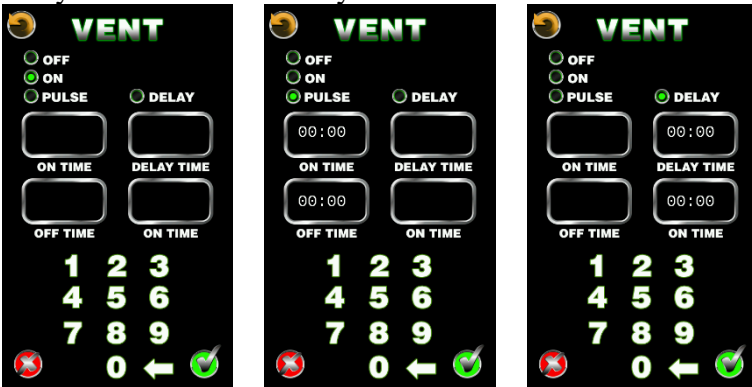 VENT
OFF
ON
PULSE DELAY
ON TIME DELAY TIME
OFF TIME ON TIME
1 2 3
4 5 6
7 8 9
0
VENT
OFF
ON
PULSE DELAY
00:00
ON TIME DELAY TIME
00:00
OFF TIME ON TIME
1 2 3
4 5 6
7 8 9
0
VENT
OFF
ON
PULSE DELAY
00:00
ON TIME DELAY TIME
00:00
OFF TIME ON TIME
1 2 3
4 5 6
7 8 9
0